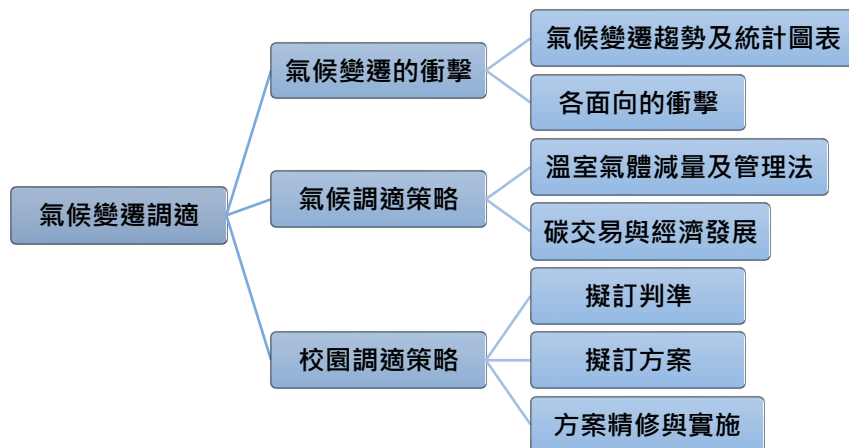 氣候變遷調適
氣候變遷的衝擊
氣候變遷趨勢及統計圖表
各面向的衝擊
氣候調適策略
溫室氣體減量及管理法
碳交易與經濟發展
校園調適策略
擬訂判準
擬訂方案
方案精修與實施